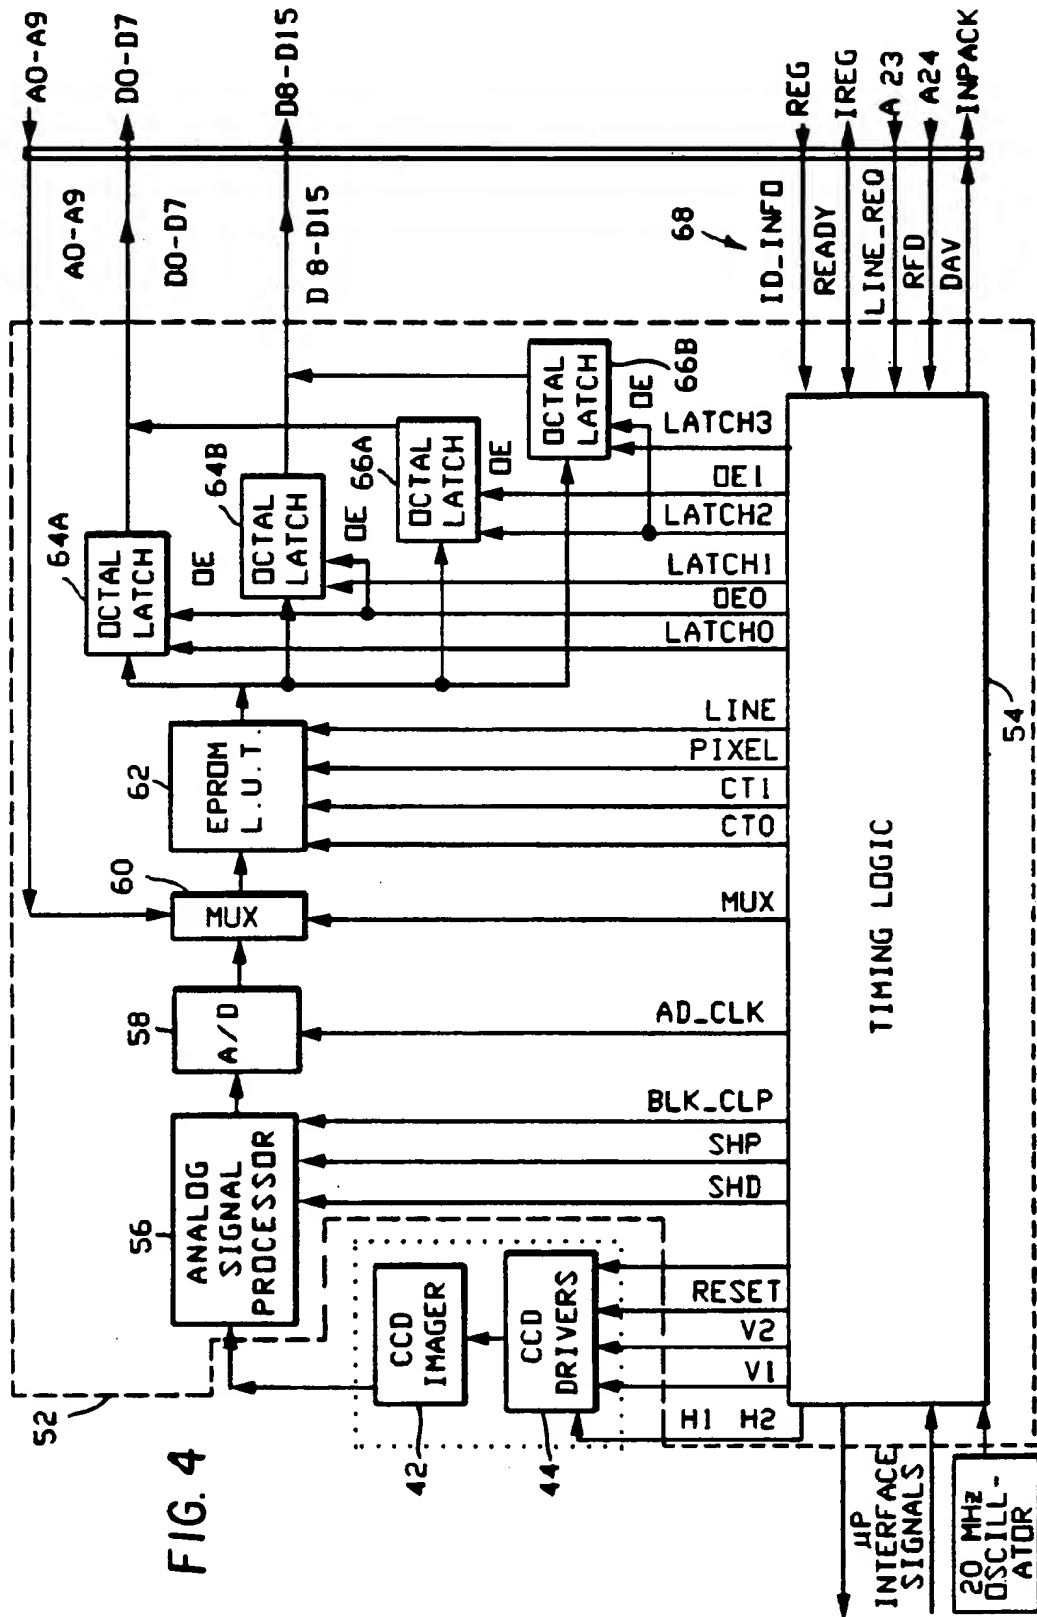 FIG. 4
52
A0-A9
A0-A9
D0-D7
D0-D7
D8-D15
D 8-D15
56
ANALOG
SIGNAL
PROCESSOR
58
A/D
60
MUX
62
EPROM
L.U.T.
64A
OCTAL
LATCH
OE
64B
OCTAL
LATCH
OE
66A
OCTAL
LATCH
OE
66B
OCTAL
LATCH
OE
42
CCD
IMAGER
44
CCD
DRIVERS
H1 H2
V1
V2
RESET
SHD
SHP
BLK_CLP
AD_CLK
MUX
CT0
CT1
PIXEL
LINE
LATCH0
OE0
LATCH1
LATCH2
OE1
LATCH3
68
ID_INFO
REG
READY
IREG
LINE_REQ
A 23
RFD
A24
DAV
INPACK
TIMING LOGIC
54
µP
INTERFACE
SIGNALS
20 MHz
OSCILL-
ATOR